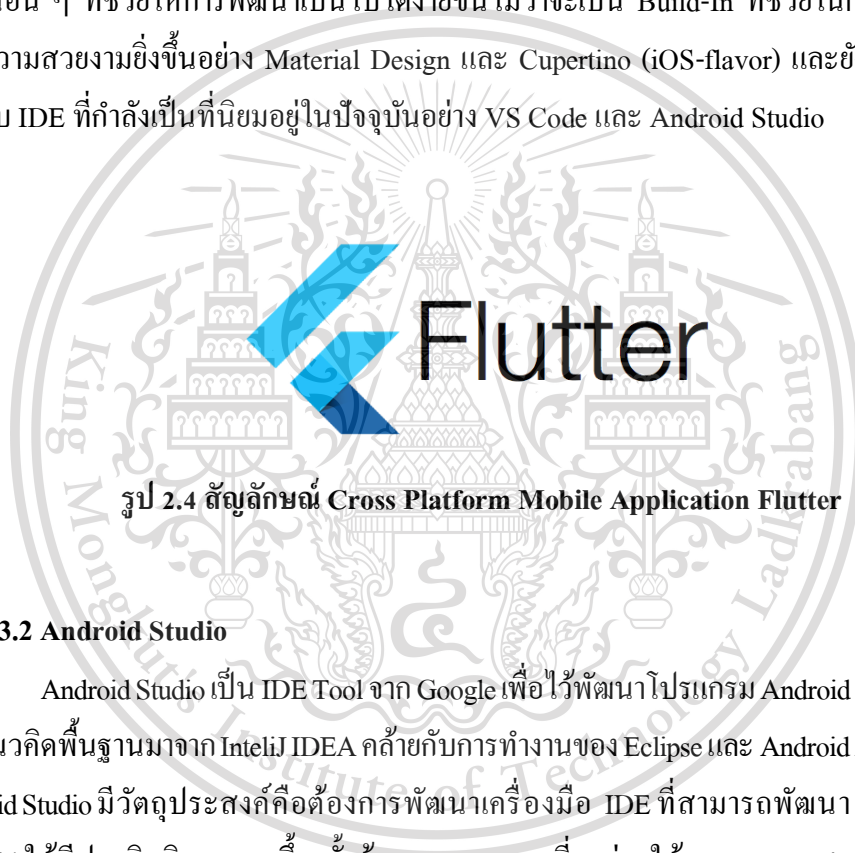 ที่ช่วยให้การพัฒนาเป็นไปได้ง่ายขึ้นไม่ว่าจะเป็น Build-In
ความสวยงามยิ่งขึ้นอย่าง Material Design และ Cupertino (iOS-flavor) และยั
บ IDE ที่กำลังเป็นที่นิยมอยู่ในปัจจุบันอย่าง VS Code และ Android Studio
Flutter
รูป 2.4 สัญลักษณ์ Cross Platform Mobile Application Flutter
3.2 Android Studio
Android Studio เป็น IDE Tool จาก Google เพื่อไว้พัฒนาโปรแกรม Android
นวคิดพื้นฐานมาจาก InteliJ IDEA คล้ายกับการทำงานของ Eclipse และ Android
id Studio มีวัตถุประสงค์คือต้องการพัฒนาเครื่องมือ IDE ที่สามารถพัฒนา
King Mongkut's Institute of Technology Ladkrabang